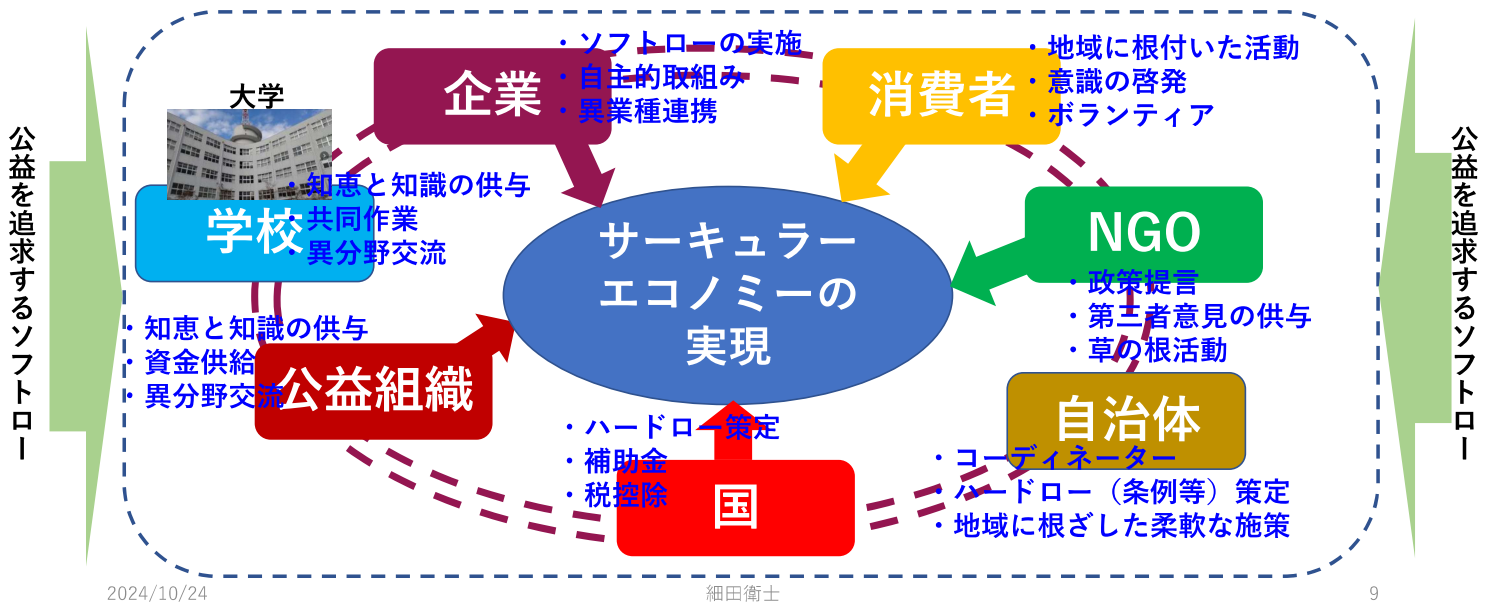 公益を追求するソフトロー
大学
学校
・知恵と知識の供与
・共同作業
・異分野交流
企業
・ソフトローの実施
・自主的取組み
・異業種連携
消費者
・地域に根付いた活動
・意識の啓発
・ボランティア
NGO
・政策提言
・第三者意見の供与
・草の根活動
サーキュラー
エコノミーの
実現
・知恵と知識の供与
・資金供給
・異分野交流
公益組織
・ハードロー策定
・補助金
・税控除
国
自治体
・コーディネーター
・ハードロー（条例等）策定
・地域に根ざした柔軟な施策
公益を追求するソフトロー
2024/10/24
細田衛士
9